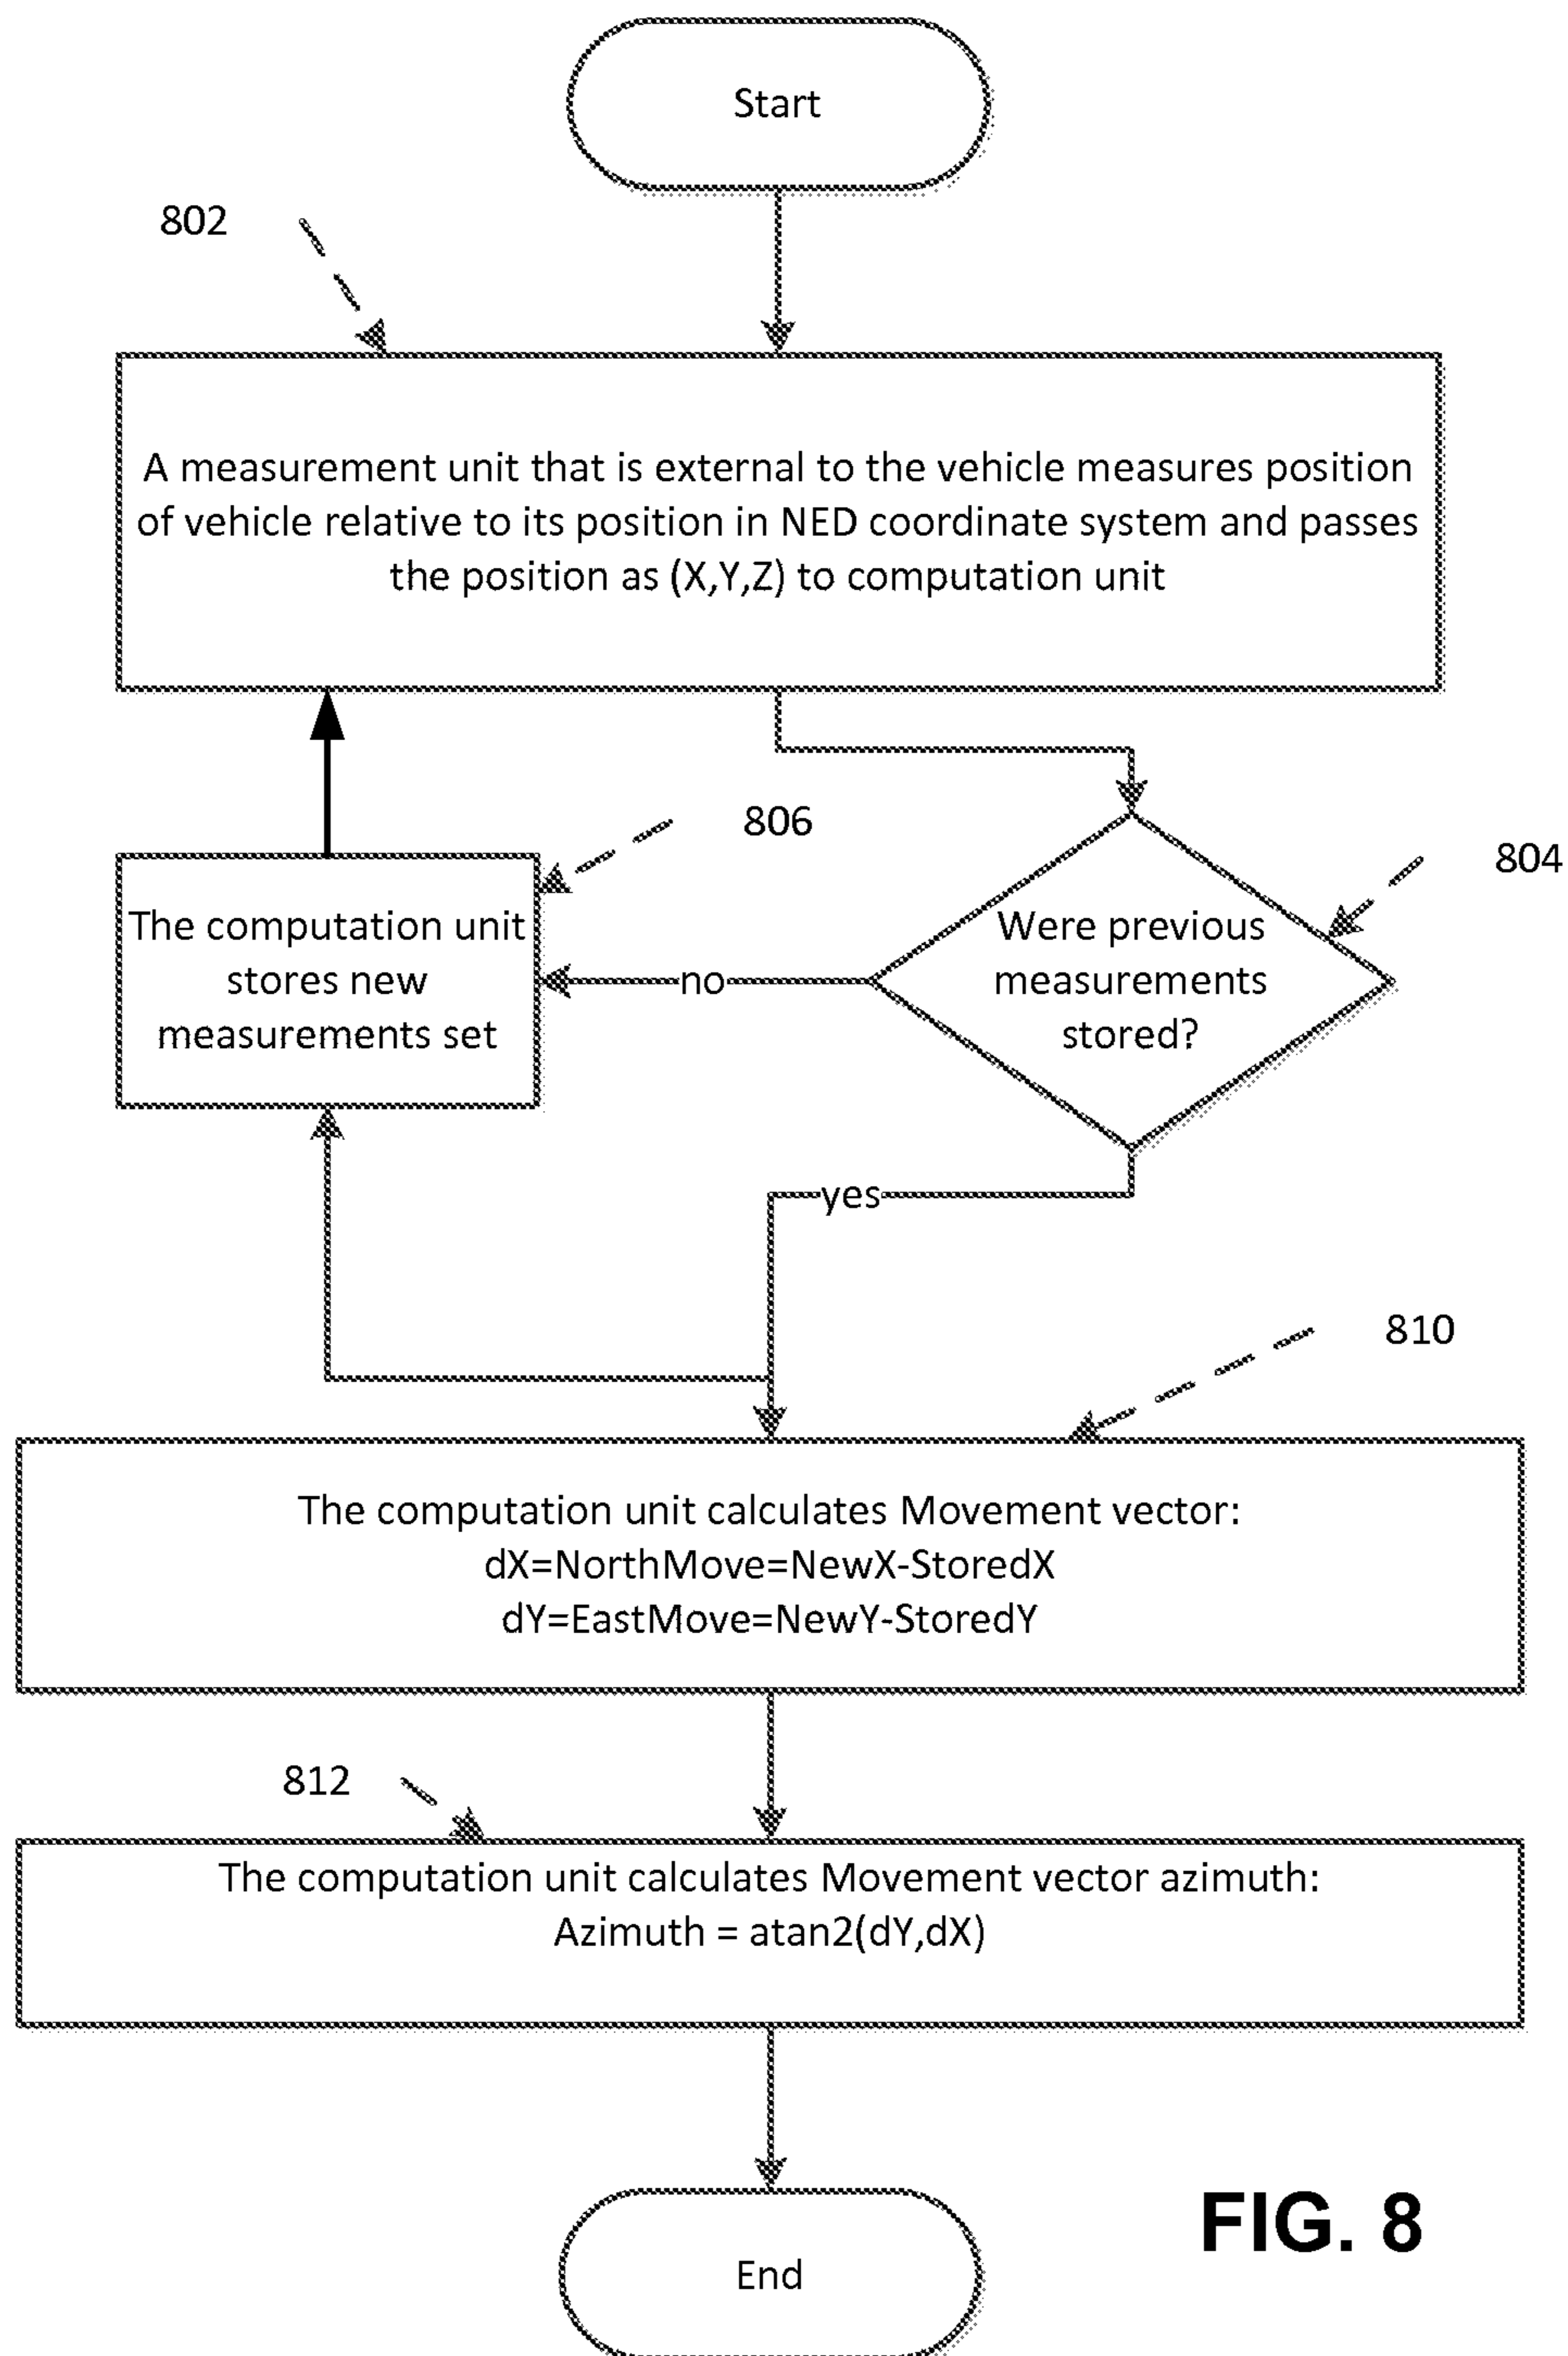 Start
802
A measurement unit that is external to the vehicle measures position
of vehicle relative to its position in NED coordinate system and passes
the position as (X,Y,Z) to computation unit
806
804
The computation unit
stores new
measurements set
no
Were previous
measurements
stored?
yes
810
The computation unit calculates Movement vector:
dX=NorthMove=NewX-StoredX
dY=EastMove=NewY-StoredY
812
The computation unit calculates Movement vector azimuth:
Azimuth = atan2(dY,dX)
FIG. 8
End